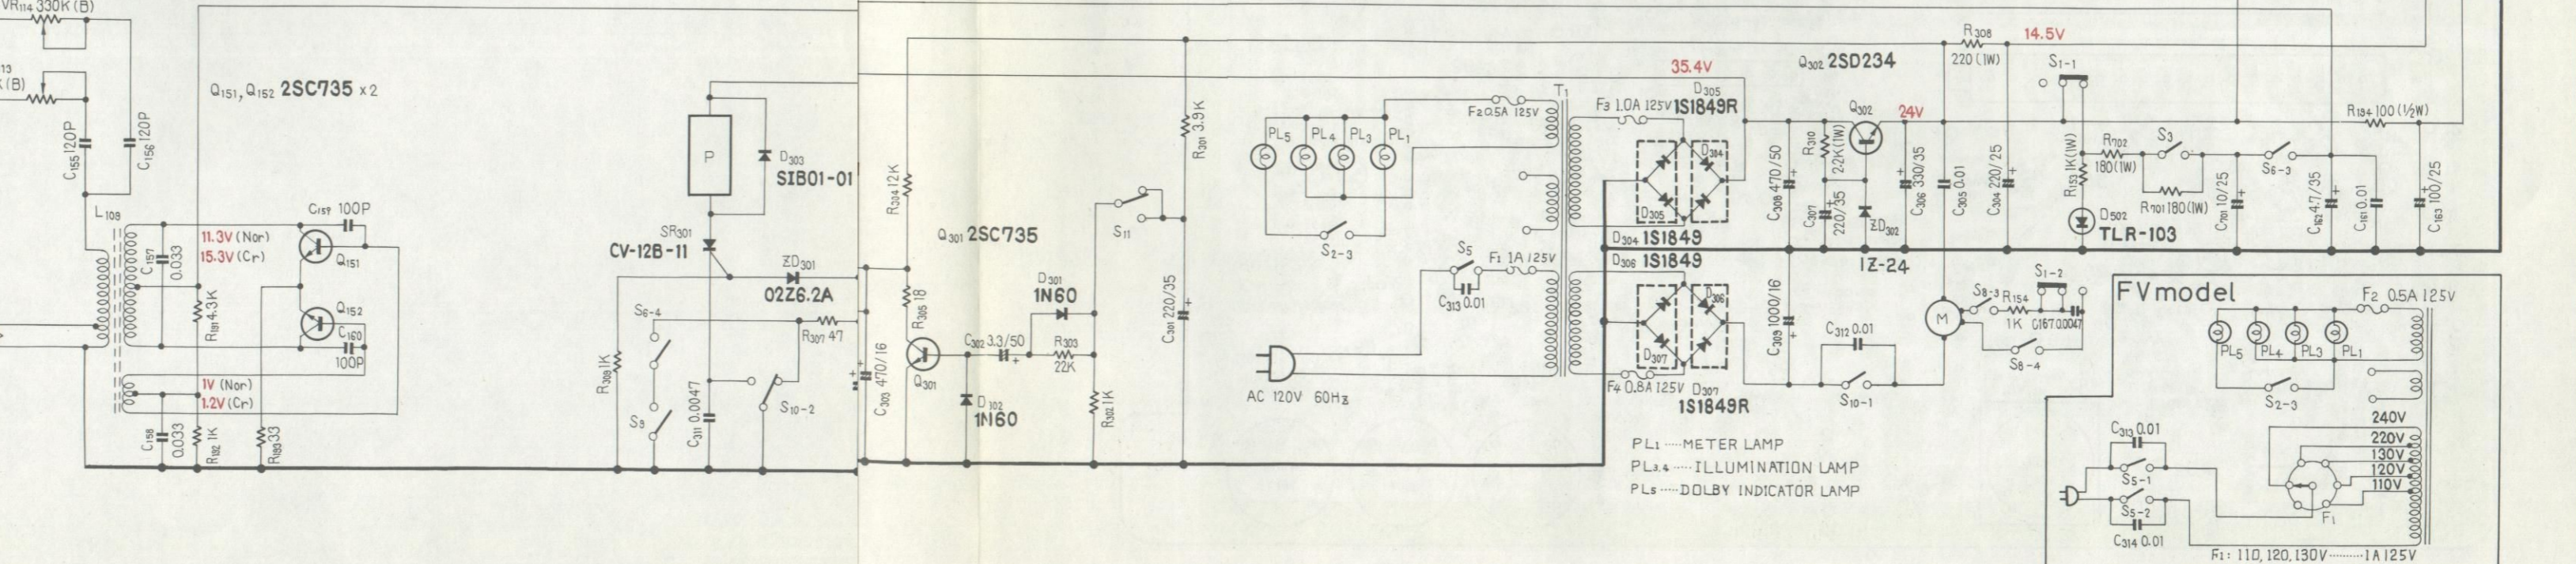 VR114 330K (B)
13
(B)
C155 120P
C156 120P
Q151, Q152 2SC735 x2
L109
C157 0.033
11.3V (Nor)
15.3V (Cr)
C159 100P
Q151
Q152
C160
100P
R191 4.3K
1V (Nor)
1.2V (Cr)
C158 0.033
R192 1K
R193 33
P
D303
SIB01-01
SR301
CV-12B-11
ZD301
02Z6.2A
S6-4
R307 47
R309 1K
S9
C311 0.0047
S10-2
C303 470/16
R304 12K
R305 18
Q301 2SC735
Q301
C302 3.3/50
D301
1N60
R303
22K
D302
1N60
R302 1K
S11
R301 3.9K
C301 220/35
PL5
PL4
PL3
PL1
S2-3
F2 0.5A 125V
T1
S5
F1 1A 125V
C313 0.01
AC 120V 60Hz
F3 1.0A 125V
35.4V
D305
1S1849R
D304
D305
D304 1S1849
D306 1S1849
D306
D307
F4 0.8A 125V
D307
1S1849R
PL1 ····METER LAMP
PL3.4 ···· ILLUMINATION LAMP
PL5 ····DOLBY INDICATOR LAMP
Q302 2SD234
Q302
24V
C308 470/50
R310
2.2K(1W)
C307
220/35
ZD302
1Z-24
C306 330/35
C305 0.01
C304 220/25
R308
220 (1W)
14.5V
S1-1
R153 1K(1W)
D502
TLR-103
R702
180(1W)
S3
R701 180(1W)
C701 10/25
S6-3
C162 4.7/35
C161 0.01
C163 100/25
R194 100 (1/2W)
C309 1000/16
C312 0.01
S10-1
M
S8-3
R154
1K
S1-2
C167 0.0047
S8-4
FV model
F2 0.5A 125V
PL5
PL4
PL3
PL1
S2-3
240V
220V
130V
120V
110V
C313 0.01
S5-1
S5-2
C314 0.01
F1
F1: 110, 120, 130V ········ 1A 125V